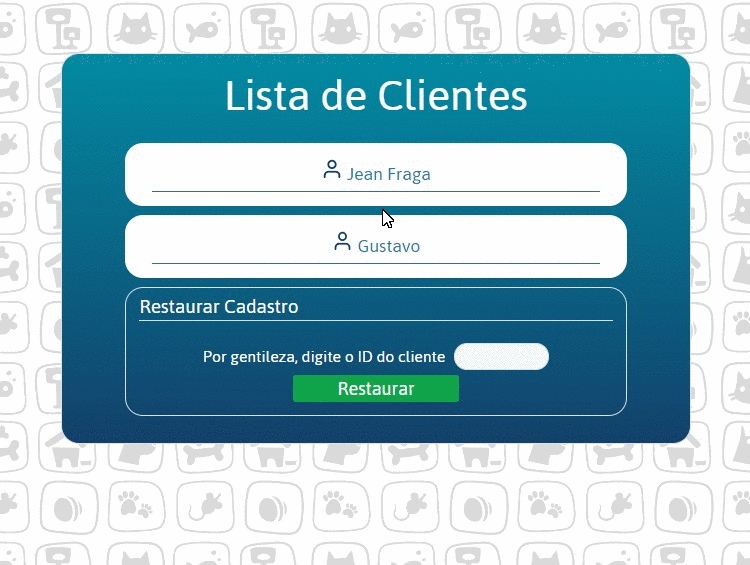 Lista de Clientes
Jean Fraga
Gustavo
Restaurar Cadastro
Por gentileza, digite o ID do cliente
Restaurar